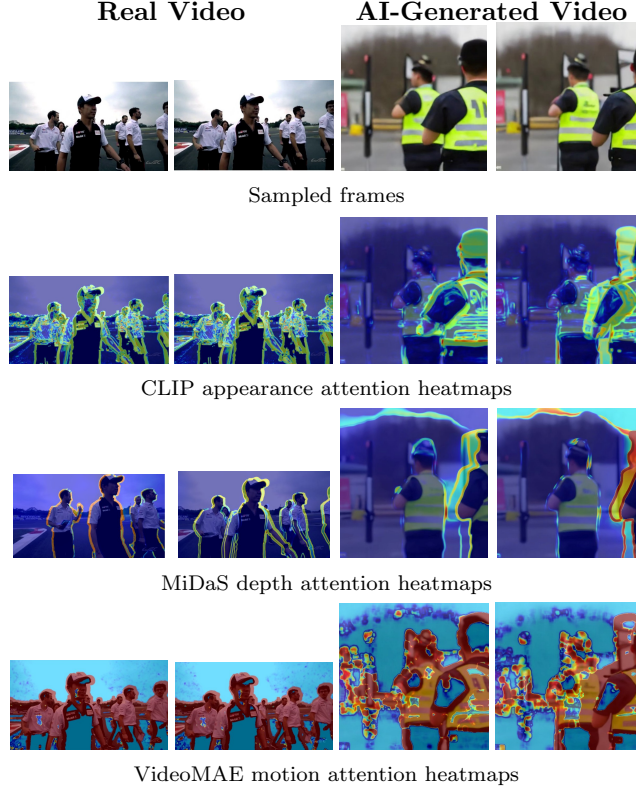 Real Video
AI-Generated Video
Sampled frames
CLIP appearance attention heatmaps
MiDaS depth attention heatmaps
VideoMAE motion attention heatmaps